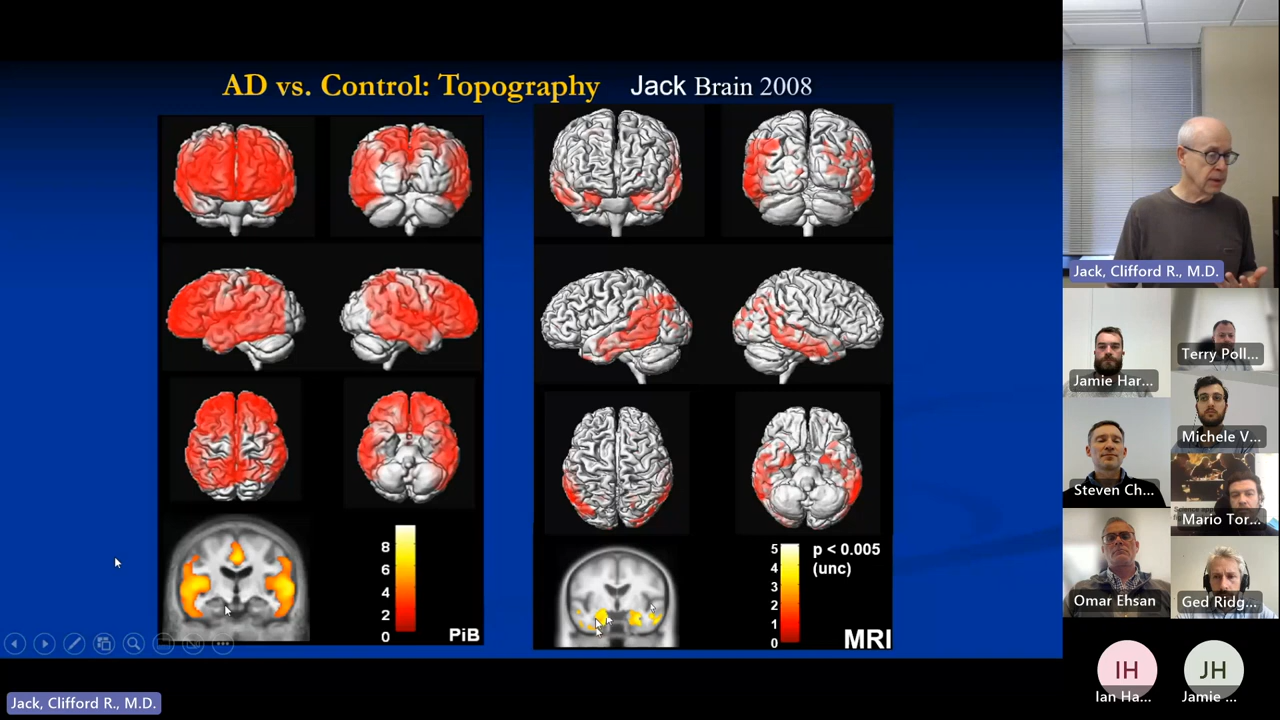 AD vs. Control: Topography Jack Brain 2008
8
6
4
2
0
PiB
5
4
3
2
1
0
p < 0.005
(unc)
MRI
Jack, Clifford R., M.D.
Jack, Clifford R., M.D.
Jamie Har...
Terry Poll...
Michele V...
Steven Ch...
Mario Tor...
Omar Ehsan
Ged Ridg...
IH
JH
Ian Ha...
Jamie ...